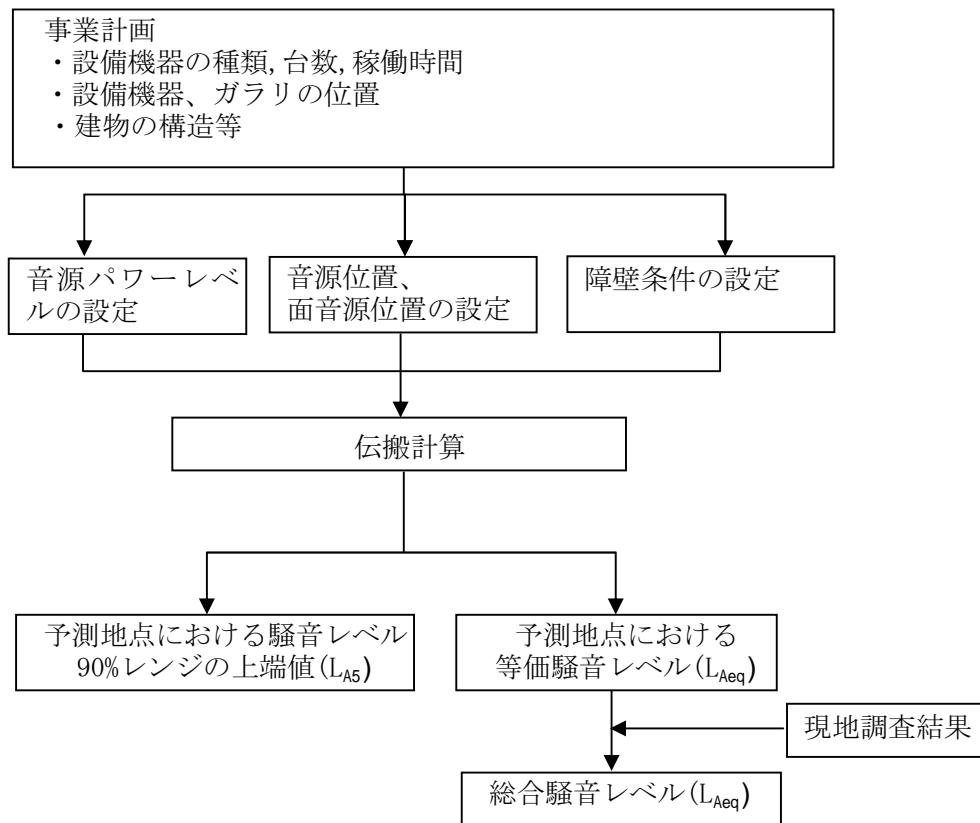 事業計画
・設備機器の種類,台数,稼働時間
・設備機器、ガラリの位置
・建物の構造等
音源パワーレベ
ルの設定
音源位置、
面音源位置の設定
障壁条件の設定
伝搬計算
予測地点における騒音レベル
90%レンジの上端値(LA5)
予測地点における
等価騒音レベル(LAeq)
現地調査結果
総合騒音レベル(LAeq)